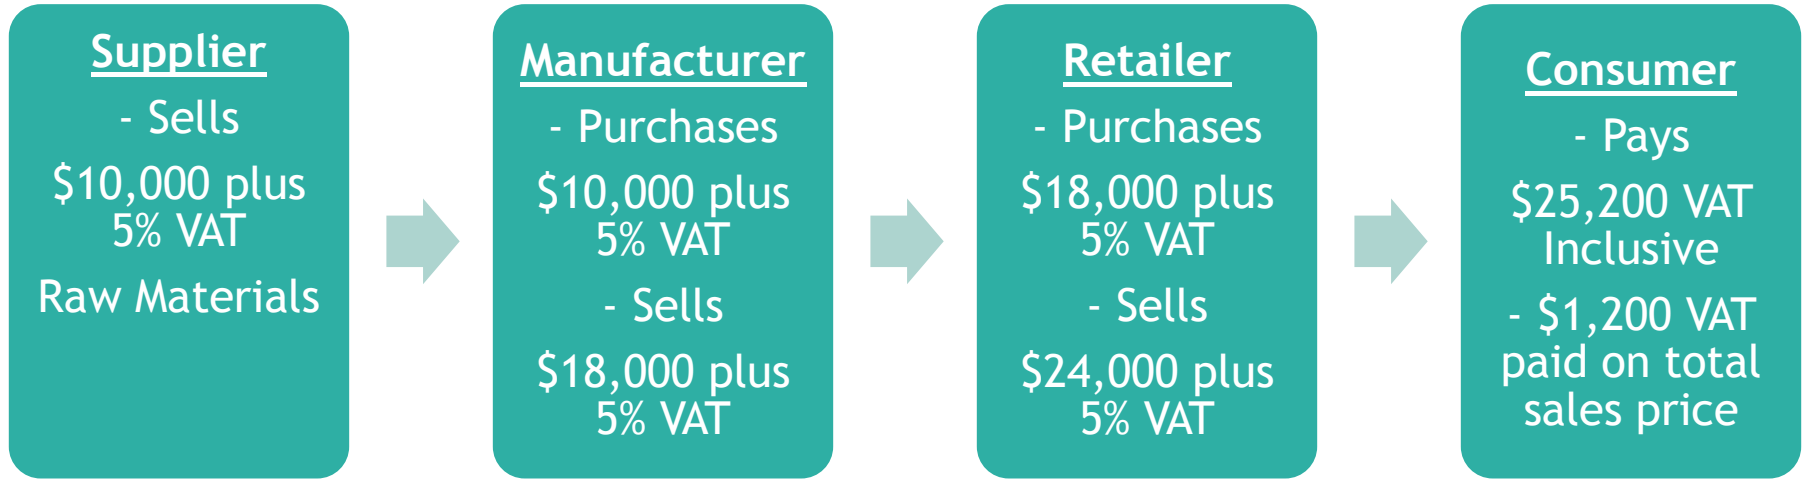 Supplier
- Sells
$10,000 plus
5% VAT
Raw Materials
Manufacturer
- Purchases
$10,000 plus
5% VAT
- Sells
$18,000 plus
5% VAT
Retailer
- Purchases
$18,000 plus
5% VAT
- Sells
$24,000 plus
5% VAT
Consumer
- Pays
$25,200 VAT
Inclusive
- $1,200 VAT
paid on total
sales price